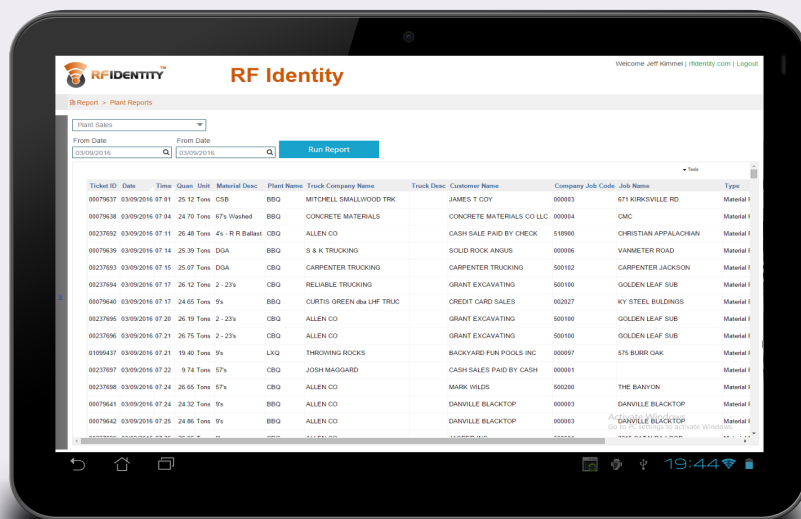 RFIDENTITY™
RF Identity
Welcome Jeff Kimmel | rfidentity.com | Logout
Report > Plant Reports
Plant Sales
From Date From Date
03/09/2016 03/09/2016 Run Report
Tools
Ticket ID Date Time Quan Unit Material Desc Plant Name Truck Company Name Truck Desc Customer Name Company Job Code Job Name Type
00079637 03/09/2016 07:01 25.12 Tons CSB BBQ MITCHELL SMALLWOOD TRK. JAMES T COY 000003 671 KIRKSVILLE RD. Material
00079638 03/09/2016 07:04 24.70 Tons 67's Washed BBQ CONCRETE MATERIALS CONCRETE MATERIALS CO LLC 000004 CMC Material
00237692 03/09/2016 07:11 26.48 Tons 4's - R R Ballast CBQ ALLEN CO CASH SALE PAID BY CHECK 518900 CHRISTIAN APPALACHIAN Material
00079639 03/09/2016 07:14 25.39 Tons DGA BBQ S & K TRUCKING SOLID ROCK ANGUS 000006 VANMETER ROAD Material
00237693 03/09/2016 07:15 25.07 Tons DGA CBQ CARPENTER TRUCKING CARPENTER TRUCKING 500102 CARPENTER JACKSON Material
00237694 03/09/2016 07:17 26.12 Tons 2 - 23's CBQ RELIABLE TRUCKING GRANT EXCAVATING 500100 GOLDEN LEAF SUB Material
00079640 03/09/2016 07:17 24.65 Tons 9's BBQ CURTIS GREEN dba LHF TRUC CREDIT CARD SALES 002027 KY STEEL BUILDINGS Material
00237695 03/09/2016 07:20 26.19 Tons 2 - 23's CBQ ALLEN CO GRANT EXCAVATING 500100 GOLDEN LEAF SUB Material
00237696 03/09/2016 07:21 26.75 Tons 2 - 23's CBQ ALLEN CO GRANT EXCAVATING 500100 GOLDEN LEAF SUB Material
01099437 03/09/2016 07:21 19.40 Tons 9's LXQ THROWING ROCKS BACKYARD FUN POOLS INC 000097 575 BURR OAK Material
00237697 03/09/2016 07:22 9.74 Tons 57's CBQ JOSH MAGGARD CASH SALES PAID BY CASH 000001 Material
00237698 03/09/2016 07:24 26.65 Tons 57's CBQ ALLEN CO MARK WILDS 500200 THE BANYON Material
00079641 03/09/2016 07:24 24.32 Tons 9's BBQ ALLEN CO DANVILLE BLACKTOP 000003 DANVILLE BLACKTOP Material
00079642 03/09/2016 07:25 24.86 Tons 9's BBQ ALLEN CO DANVILLE BLACKTOP 000003 DANVILLE BLACKTOP Material
Activate Windows
Go to PC settings to activate Windows.
19:44